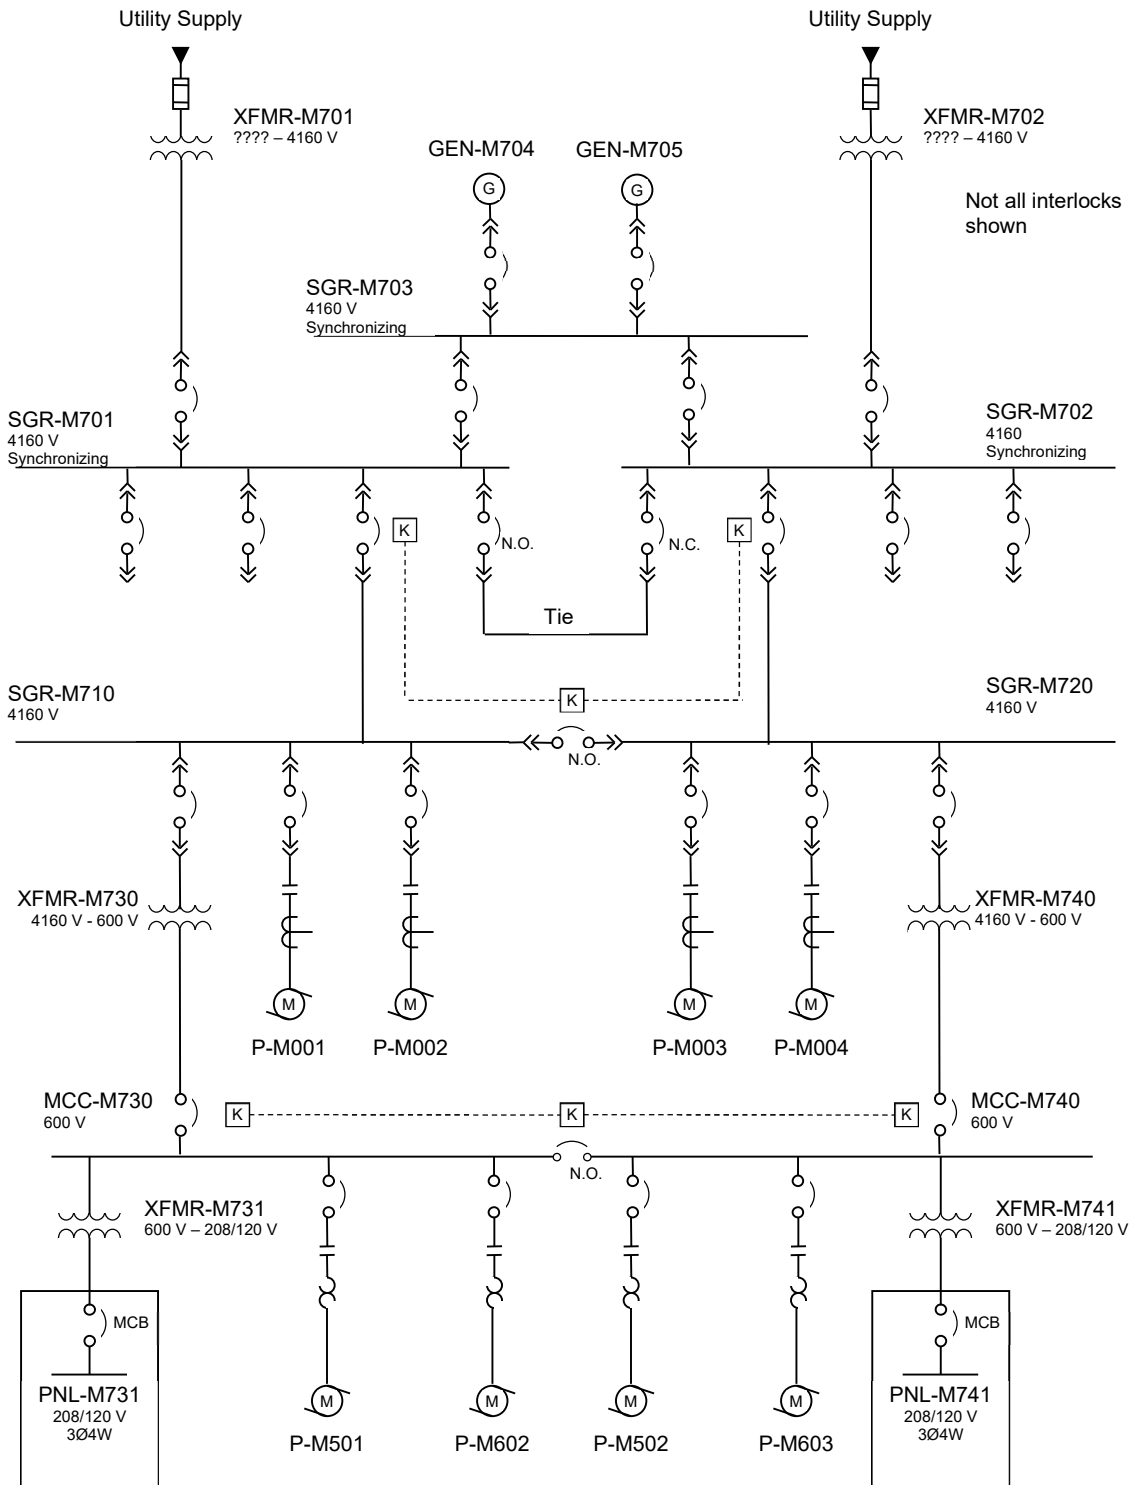 Utility Supply
Utility Supply
XFMR-M701
???? – 4160 V
XFMR-M702
???? – 4160 V
GEN-M704
GEN-M705
G
G
Not all interlocks
shown
SGR-M703
4160 V
Synchronizing
SGR-M701
4160 V
Synchronizing
SGR-M702
4160
Synchronizing
K
N.O.
N.C.
K
Tie
SGR-M710
4160 V
K
SGR-M720
4160 V
N.O.
XFMR-M730
4160 V - 600 V
XFMR-M740
4160 V - 600 V
M
M
M
M
P-M001
P-M002
P-M003
P-M004
MCC-M730
600 V
K
K
K
MCC-M740
600 V
N.O.
XFMR-M731
600 V – 208/120 V
XFMR-M741
600 V – 208/120 V
MCB
MCB
PNL-M731
208/120 V
3Ø4W
M
M
M
M
PNL-M741
208/120 V
3Ø4W
P-M501
P-M602
P-M502
P-M603